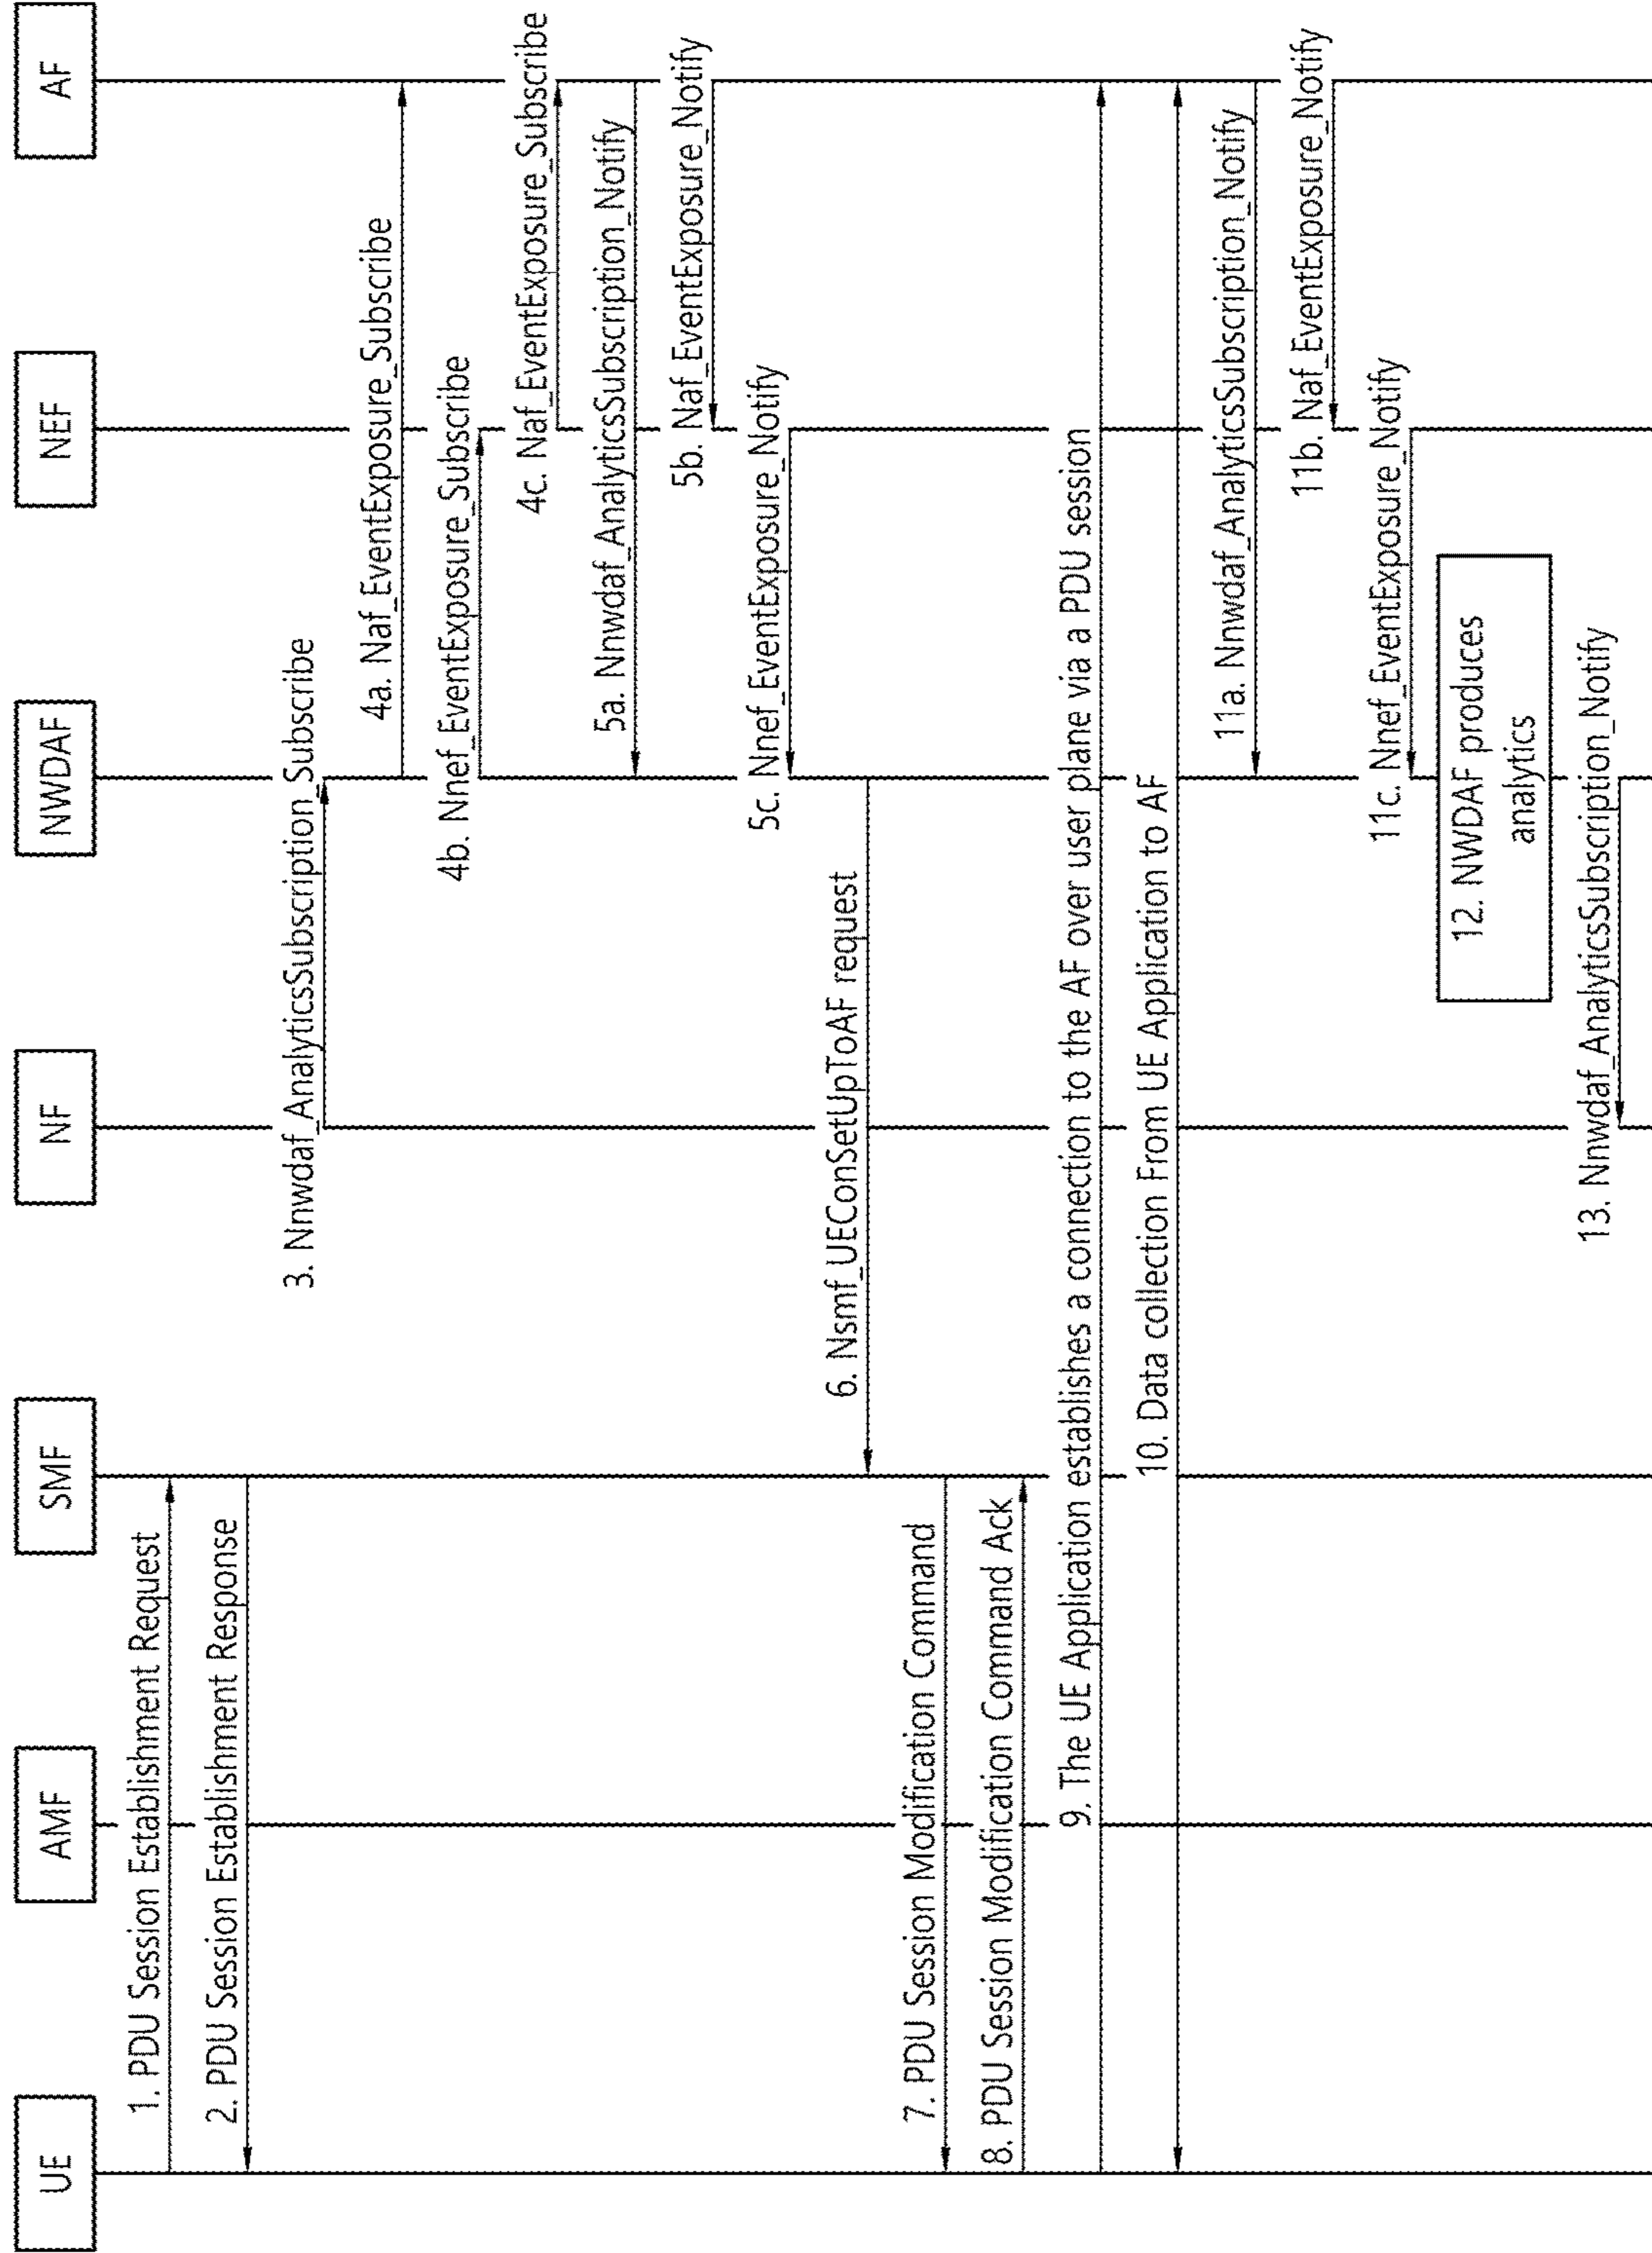 UE
AMF
SMF
NF
NWDAF
NEF
AF
1. PDU Session Establishment Request
2. PDU Session Establishment Response
3. Nnwdaf_AnalyticsSubscription_Subscribe
4a. Naf_EventExposure_Subscribe
4b. Nnef_EventExposure_Subscribe
4c. Naf_EventExposure_Subscribe
5a. Nnwdaf_AnalyticsSubscription_Notify
5b. Naf_EventExposure_Notify
5c. Nnef_EventExposure_Notify
6. Nsmf_UEConSetUpToAF request
7. PDU Session Modification Command
8. PDU Session Modification Command Ack
9. The UE Application establishes a connection to the AF over user plane via a PDU session
10. Data collection From UE Application to AF
11a. Nnwdaf_AnalyticsSubscription_Notify
11b. Naf_EventExposure_Notify
11c. Nnef_EventExposure_Notify
12. NWDAF produces
analytics
13. Nnwdaf_AnalyticsSubscription_Notify